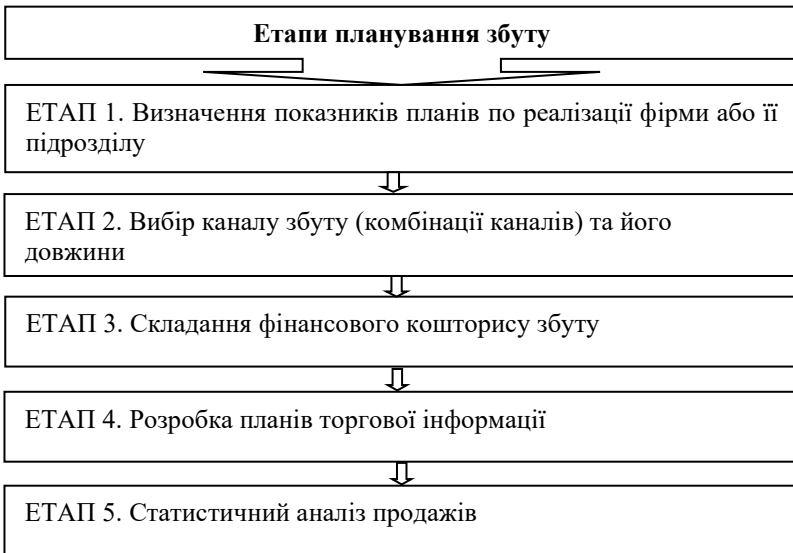 Етапи планування збуту
ЕТАП 1. Визначення показників планів по реалізації фірми або її
підрозділу
ЕТАП 2. Вибір каналу збуту (комбінації каналів) та його
довжини
ЕТАП 3. Складання фінансового кошторису збуту
ЕТАП 4. Розробка планів торгової інформації
ЕТАП 5. Статистичний аналіз продажів